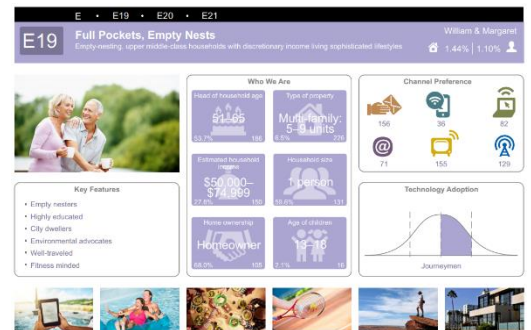 E • E19 • E20 • E21
E19
Full Pockets, Empty Nests
Empty-nesting, upper middle-class households with discretionary income living sophisticated lifestyles
William & Margaret
1.44% | 1.10%
Who We Are
Head of household age
51–65
53.7% 186
Type of property
Multi-family:
5–9 units
6.5% 226
Estimated household
income
$50,000–
$74,999
27.8% 150
Household size
1 person
131
Home ownership
Homeowner
68.0% 105
Age of children
13–18
7.1% 16
Channel Preference
156 36 82
71 155 129
Key Features
• Empty nesters
• Highly educated
• City dwellers
• Environmental advocates
• Well-traveled
• Fitness minded
Technology Adoption
Journeymen